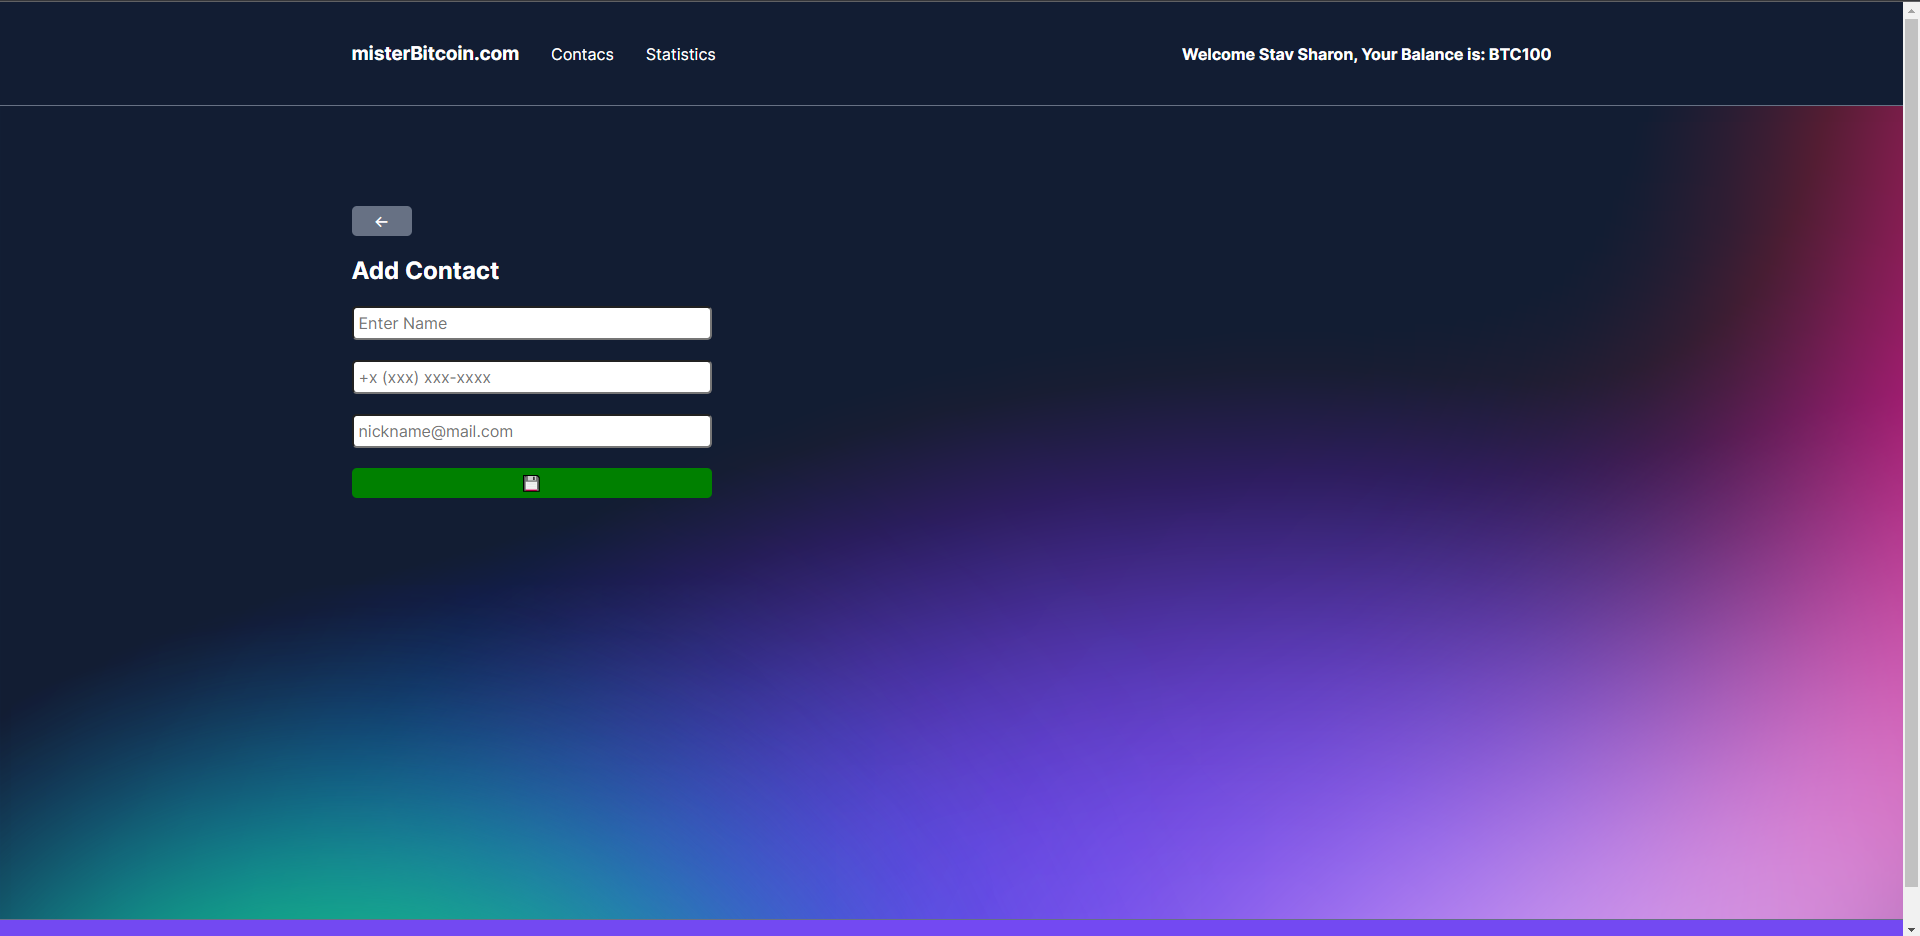 misterBitcoin.com Contacs Statistics Welcome Stav Sharon, Your Balance is: BTC100
←
Add Contact
Enter Name
+x (xxx) xxx-xxxx
nickname@mail.com
💾